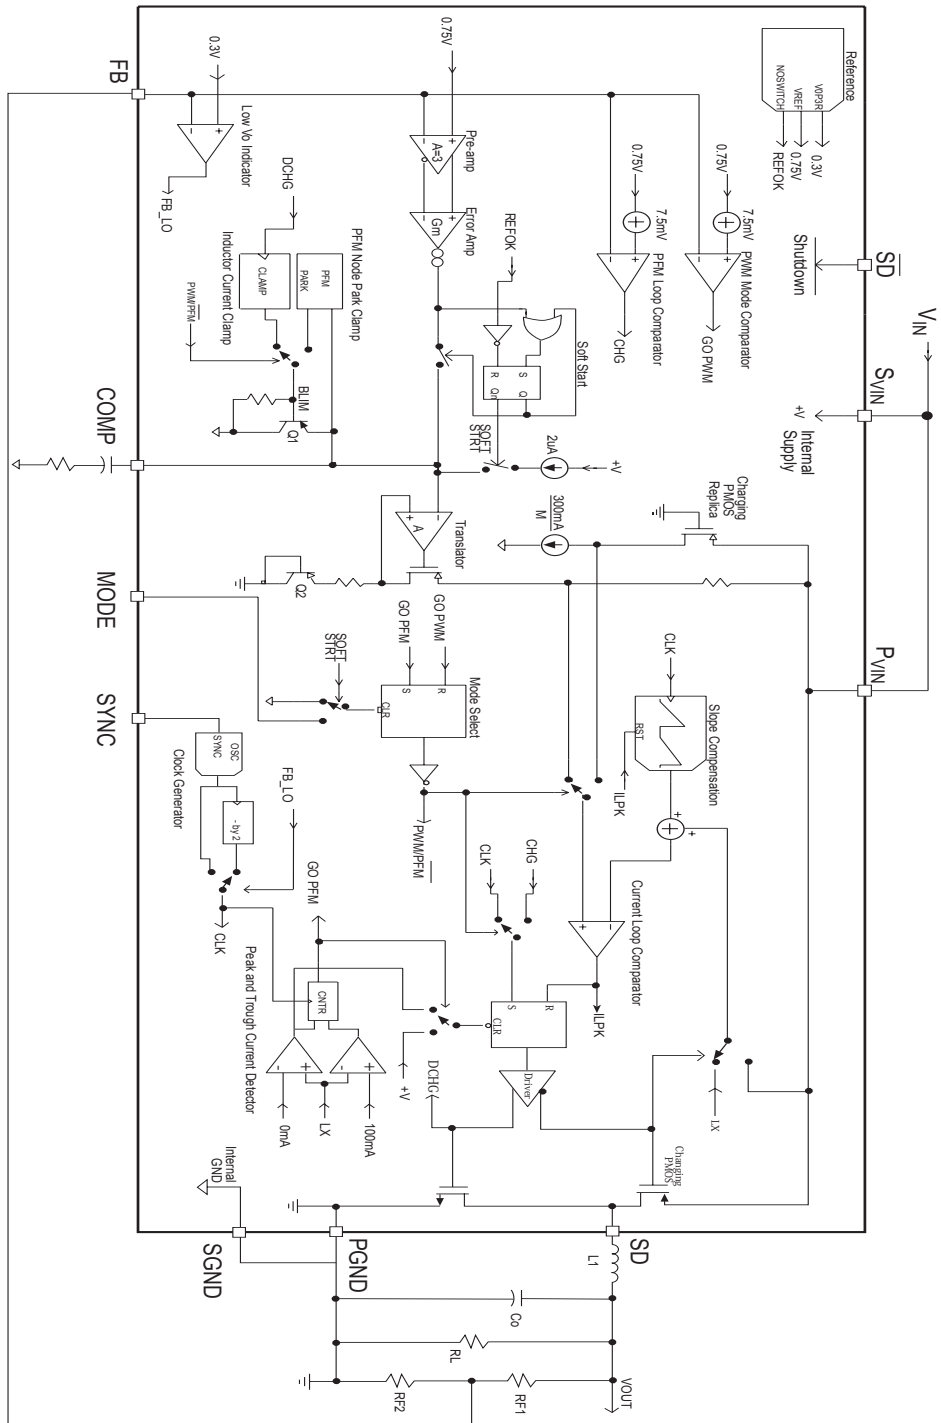 FB
0.3V
Low Vo Indicator
FB_LO
0.75V
Pre-amp
A=3
Error Amp
Gm
REFOK
Soft Start
R
S
Qn
Q
0.75V
7.5mV
PFM Loop Comparator
CHG
0.75V
7.5mV
PWM Mode Comparator
GO PWM
Reference
NOSWITCH
VREF
V0P3R
REFOK
0.75V
0.3V
SD
Shutdown
VIN
SVIN
+V
Internal
Supply
DCHG
CLAMP
Inductor Current Clamp
PFM
PARK
PFM Node Park Clamp
PWM/PFM
BLIM
Q1
COMP
SOFT
STRT
2uA
+V
Translator
A
300mA
M
Charging
PMOS
Replica
Q2
MODE
GO PFM
GO PWM
SOFT
STRT
S
R
CLR
Mode Select
PWM/PFM
PVIN
CLK
RST
Slope Compensation
ILPK
+
+
SYNC
OSC
SYNC
Clock Generator
- by 2
FB_LO
CLK
CLK
CHG
Current Loop Comparator
ILPK
GO PFM
CNTR
Peak and Trough Current Detector
0mA
LX
100mA
+V
S
R
CLR
Driver
DCHG
LX
Changing
PMOS
Internal
GND
SGND
PGND
SD
L1
Co
RL
RF2
RF1
VOUT